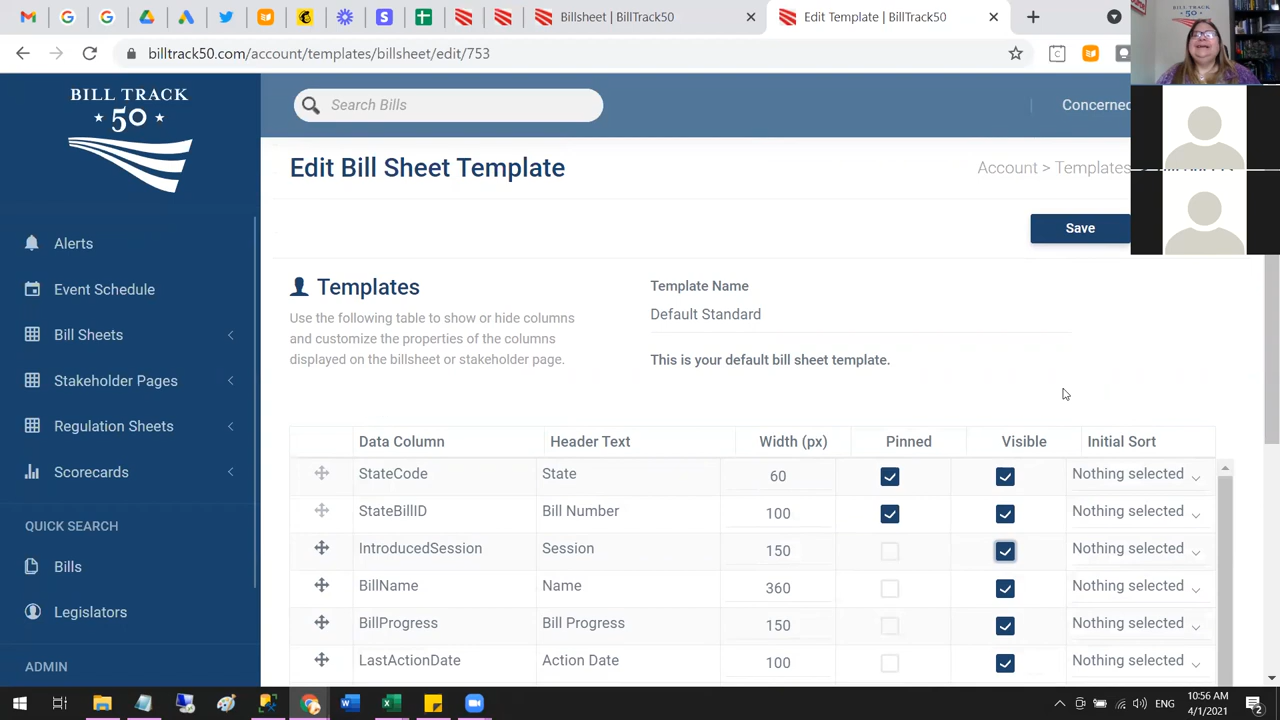 Billsheet | BillTrack50
Edit Template | BillTrack50
billtrack50.com/account/templates/billsheet/edit/753
BILL TRACK
50
BILL TRACK
50
Search Bills
Concerned
Edit Bill Sheet Template
Account > Templates
Save
Alerts
Event Schedule
Bill Sheets
Stakeholder Pages
Regulation Sheets
Scorecards
QUICK SEARCH
Bills
Legislators
ADMIN
Templates
Use the following table to show or hide columns
and customize the properties of the columns
displayed on the billsheet or stakeholder page.
Template Name
Default Standard
This is your default bill sheet template.
Data Column Header Text Width (px) Pinned Visible Initial Sort
StateCode State 60 Nothing selected
StateBillID Bill Number 100 Nothing selected
IntroducedSession Session 150 Nothing selected
BillName Name 360 Nothing selected
BillProgress Bill Progress 150 Nothing selected
LastActionDate Action Date 100 Nothing selected
ENG
10:56 AM
4/1/2021
2